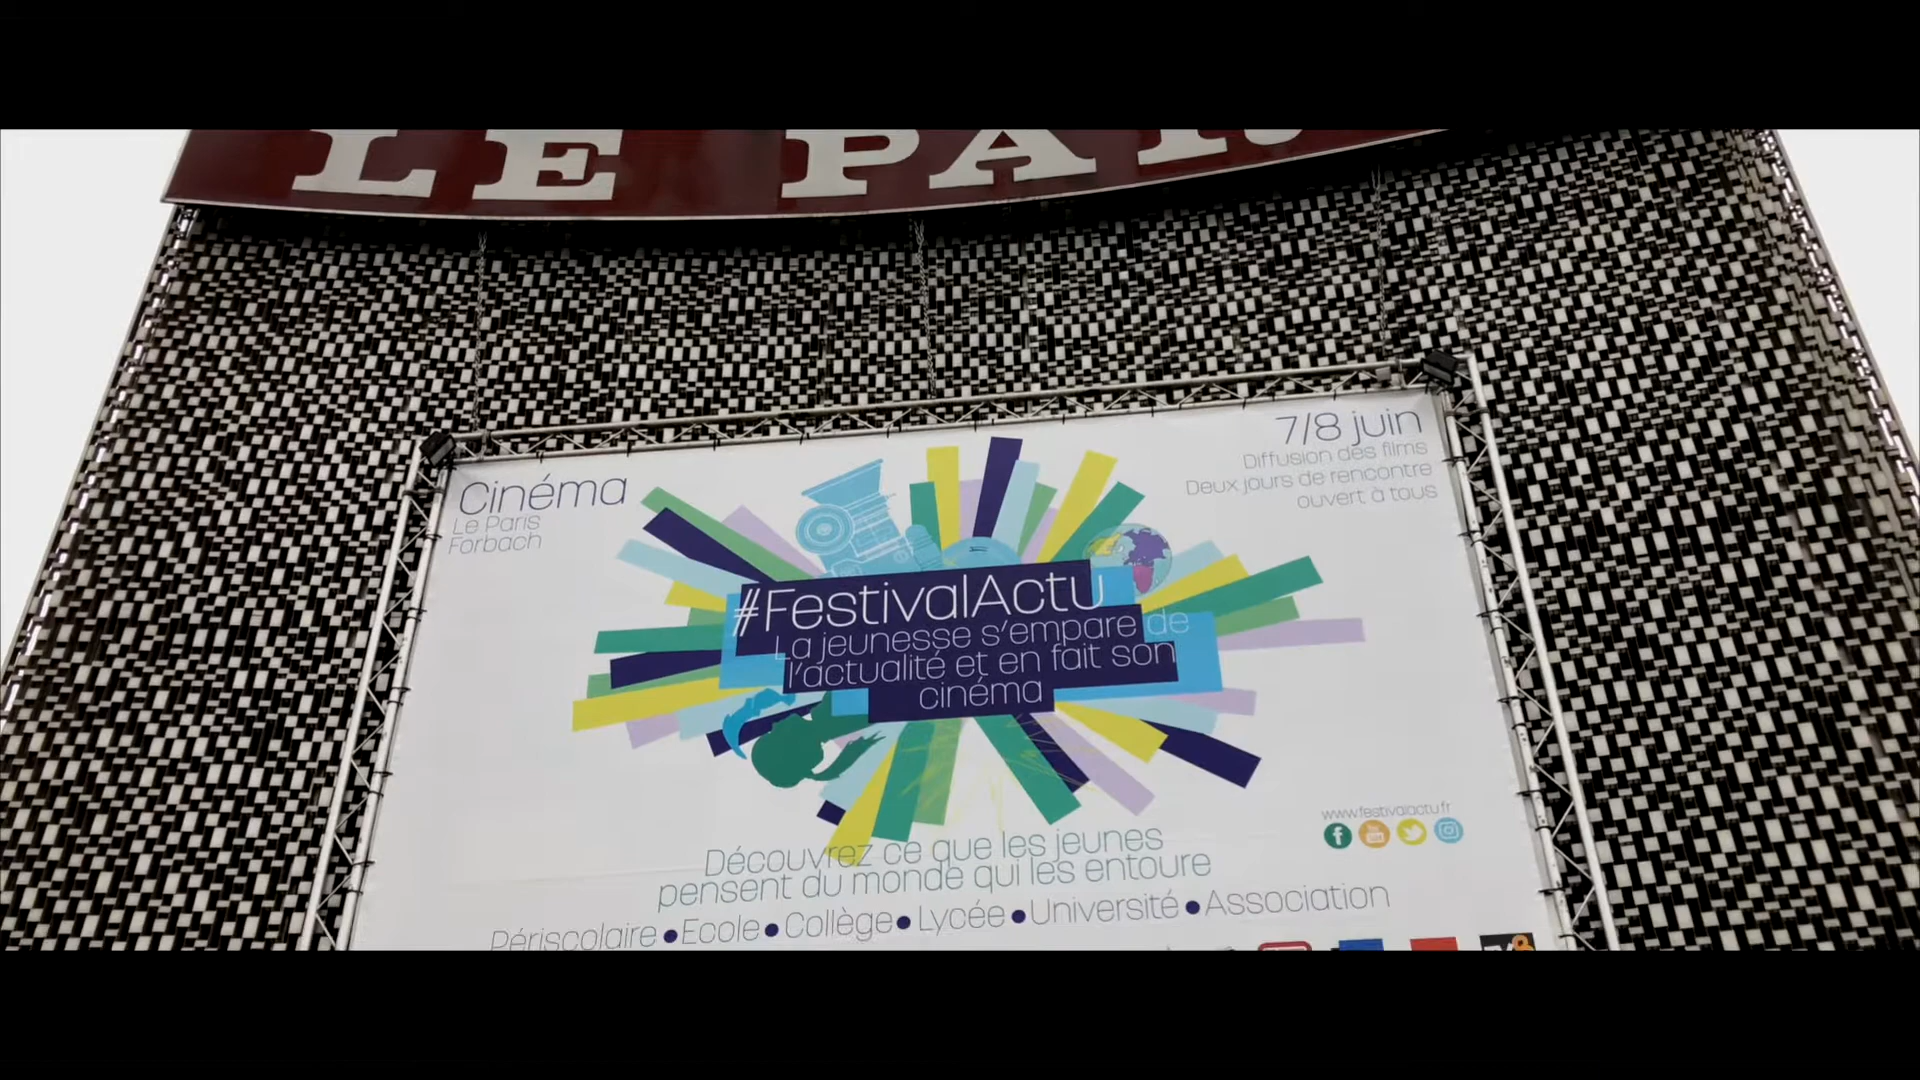 LE PARIS
Cinéma
Le Paris
Forbach
7/8 juin
Diffusion des films
Deux jours de rencontre
ouvert à tous
#FestivalActu
La jeunesse s'empare de
l'actualité et en fait son
cinéma
www.festivalactu.fr
Découvrez ce que les jeunes
pensent du monde qui les entoure
Périscolaire • Ecole • Collège • Lycée • Université • Association